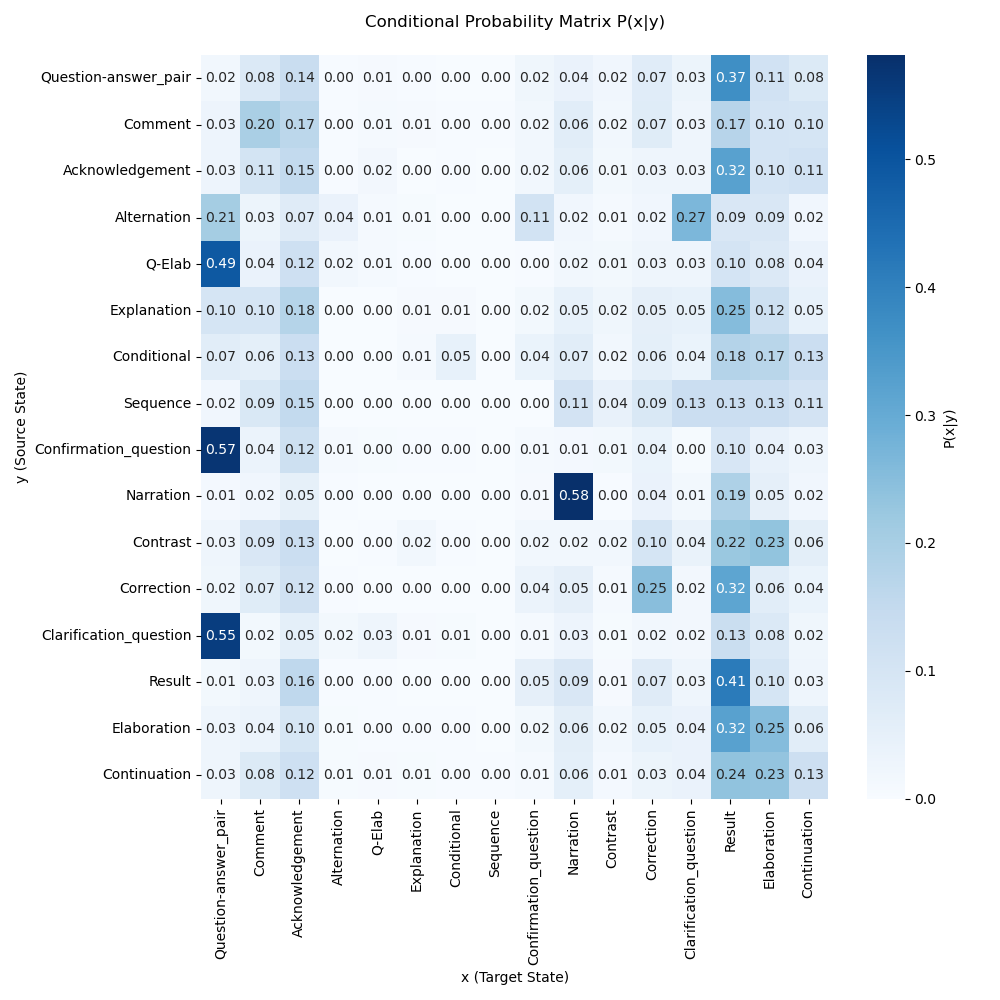 Conditional Probability Matrix P(x|y)
Question-answer_pair 0.02 0.08 0.14 0.00 0.01 0.00 0.00 0.00 0.02 0.04 0.02 0.07 0.03 0.37 0.11 0.08
Comment 0.03 0.20 0.17 0.00 0.01 0.01 0.00 0.00 0.02 0.06 0.02 0.07 0.03 0.17 0.10 0.10
Acknowledgement 0.03 0.11 0.15 0.00 0.02 0.00 0.00 0.00 0.02 0.06 0.01 0.03 0.03 0.32 0.10 0.11
Alternation 0.21 0.03 0.07 0.04 0.01 0.01 0.00 0.00 0.11 0.02 0.01 0.02 0.27 0.09 0.09 0.02
Q-Elab 0.49 0.04 0.12 0.02 0.01 0.00 0.00 0.00 0.00 0.02 0.01 0.03 0.03 0.10 0.08 0.04
Explanation 0.10 0.10 0.18 0.00 0.00 0.01 0.01 0.00 0.02 0.05 0.02 0.05 0.05 0.25 0.12 0.05
Conditional 0.07 0.06 0.13 0.00 0.00 0.01 0.05 0.00 0.04 0.07 0.02 0.06 0.04 0.18 0.17 0.13
Sequence 0.02 0.09 0.15 0.00 0.00 0.00 0.00 0.00 0.00 0.11 0.04 0.09 0.13 0.13 0.13 0.11
Confirmation_question 0.57 0.04 0.12 0.01 0.00 0.00 0.00 0.00 0.01 0.01 0.01 0.04 0.00 0.10 0.04 0.03
Narration 0.01 0.02 0.05 0.00 0.00 0.00 0.00 0.00 0.01 0.58 0.00 0.04 0.01 0.19 0.05 0.02
Contrast 0.03 0.09 0.13 0.00 0.00 0.02 0.00 0.00 0.02 0.02 0.02 0.10 0.04 0.22 0.23 0.06
Correction 0.02 0.07 0.12 0.00 0.00 0.00 0.00 0.00 0.04 0.05 0.01 0.25 0.02 0.32 0.06 0.04
Clarification_question 0.55 0.02 0.05 0.02 0.03 0.01 0.01 0.00 0.01 0.03 0.01 0.02 0.02 0.13 0.08 0.02
Result 0.01 0.03 0.16 0.00 0.00 0.00 0.00 0.00 0.05 0.09 0.01 0.07 0.03 0.41 0.10 0.03
Elaboration 0.03 0.04 0.10 0.01 0.00 0.00 0.00 0.00 0.02 0.06 0.02 0.05 0.04 0.32 0.25 0.06
Continuation 0.03 0.08 0.12 0.01 0.01 0.01 0.00 0.00 0.01 0.06 0.01 0.03 0.04 0.24 0.23 0.13
y (Source State)
Question-answer_pair
Comment
Acknowledgement
Alternation
Q-Elab
Explanation
Conditional
Sequence
Confirmation_question
Narration
Contrast
Correction
Clarification_question
Result
Elaboration
Continuation
x (Target State)
0.5
0.4
0.3
0.2
0.1
0.0
P(x|y)